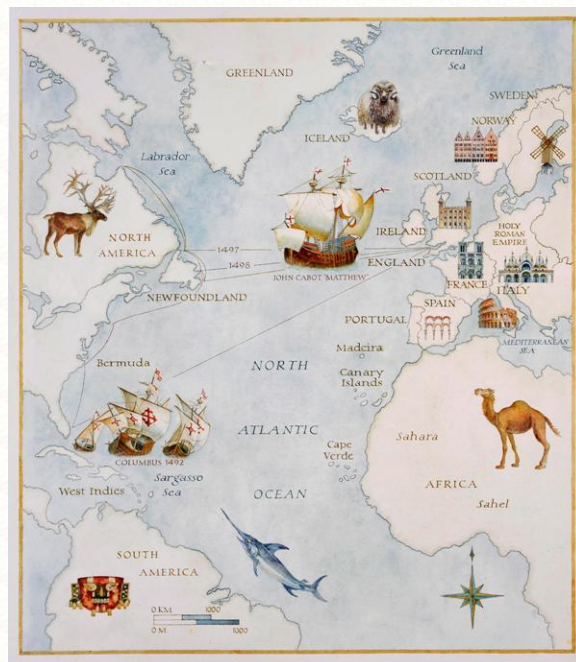 GREENLAND
Greenland
Sea
SWEDEN
NORWAY
ICELAND
Labrador
Sea
SCOTLAND
NORTH
AMERICA
IRELAND
HOLY
ROMAN
EMPIRE
1497
1498
ENGLAND
JOHN CABOT "MATTHEW"
FRANCE
ITALY
NEWFOUNDLAND
SPAIN
PORTUGAL
MEDITERRANEAN
SEA
Bermuda
NORTH
Madeira
Canary
Islands
ATLANTIC
Sahara
Cape
Verde
COLUMBUS 1492
West Indies
Sargasso
Sea
OCEAN
AFRICA
Sahel
SOUTH
AMERICA
0 KM 1000
0 M 1000